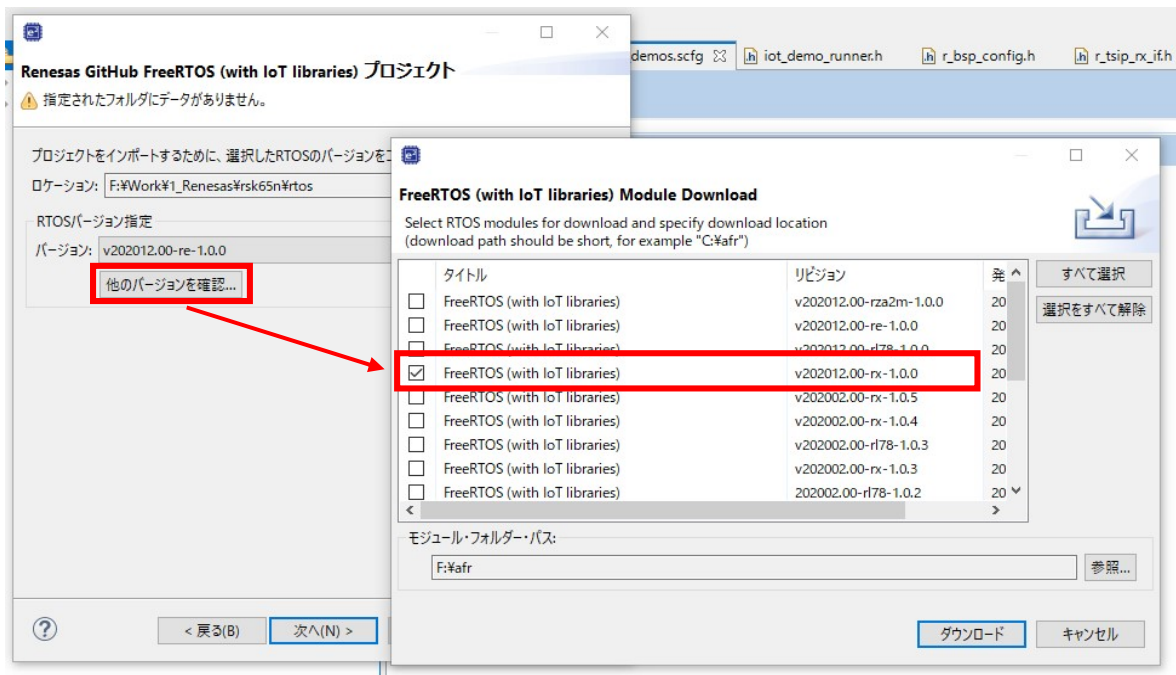 demos.scfg
iot_demo_runner.h
r_bsp_config.h
r_tsip_rx_if.h
Renesas GitHub FreeRTOS (with IoT libraries) プロジェクト
指定されたフォルダにデータがありません。
プロジェクトをインポートするために、選択したRTOSのバージョンを
ロケーション: F:¥Work¥1_Renesas¥rsk65n¥rtos
RTOSバージョン指定
バージョン: v202012.00-re-1.0.0
他のバージョンを確認...
< 戻る(B)
次へ(N) >
FreeRTOS (with IoT libraries) Module Download
Select RTOS modules for download and specify download location
(download path should be short, for example "C:¥afr")
タイトル リビジョン 発
FreeRTOS (with IoT libraries) v202012.00-rza2m-1.0.0 20
FreeRTOS (with IoT libraries) v202012.00-re-1.0.0 20
FreeRTOS (with IoT libraries) v202012.00-rl78-1.0.0 20
FreeRTOS (with IoT libraries) v202012.00-rx-1.0.0 20
FreeRTOS (with IoT libraries) v202002.00-rx-1.0.5 20
FreeRTOS (with IoT libraries) v202002.00-rx-1.0.4 20
FreeRTOS (with IoT libraries) v202002.00-rl78-1.0.3 20
FreeRTOS (with IoT libraries) v202002.00-rx-1.0.3 20
FreeRTOS (with IoT libraries) 202002.00-rl78-1.0.2 20
すべて選択
選択をすべて解除
モジュール・フォルダー・パス:
F:¥afr
参照...
ダウンロード
キャンセル